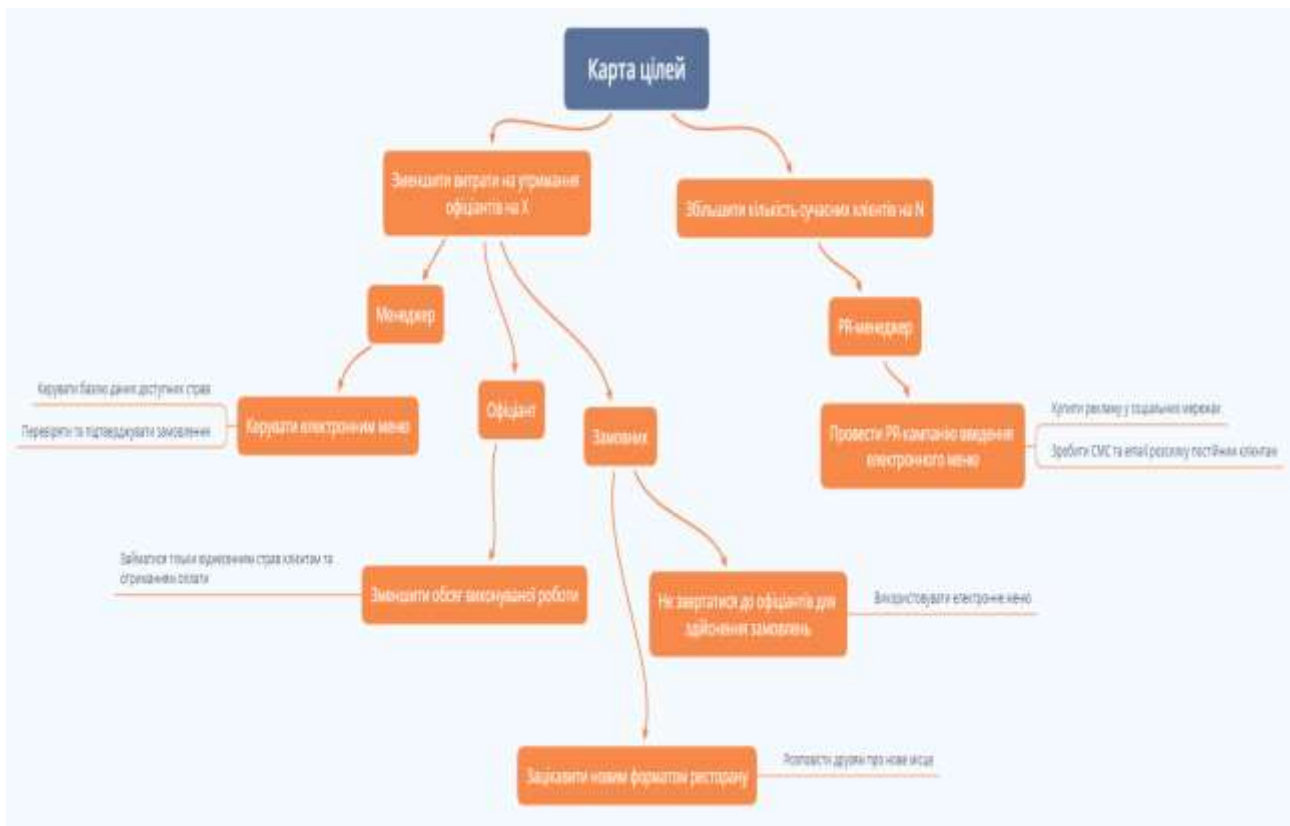 Карта цілей
Зменшити витрати на утримання
офіціантів на X
Збільшити кількість сучасних клієнтів на N
Менеджер
PR-менеджер
Керувати базою даних доступних страв
Перевіряти та підтверджувати замовлення
Керувати електронним меню
Офіціант
Замовник
Провести PR-кампанію введення
електронного меню
Купити рекламу у соціальних мережах
Зробити СМС та email розсилку постійним клієнтам
Займатися тільки віднесенням страв клієнтам та
отриманням оплати
Зменшити обсяг виконуваної роботи
Не звертатися до офіціантів для
здійснення замовлень
Використовувати електронне меню
Зацікавити новим форматом ресторану
Розповісти друзям про нове місце